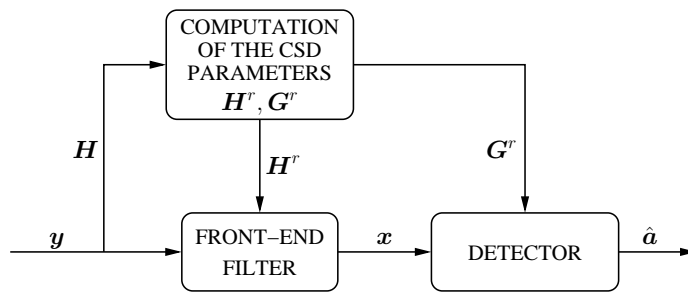 COMPUTATION
OF THE CSD
PARAMETERS
H^r, G^r
H
H^r
G^r
y
FRONT–END
FILTER
x
DETECTOR
â